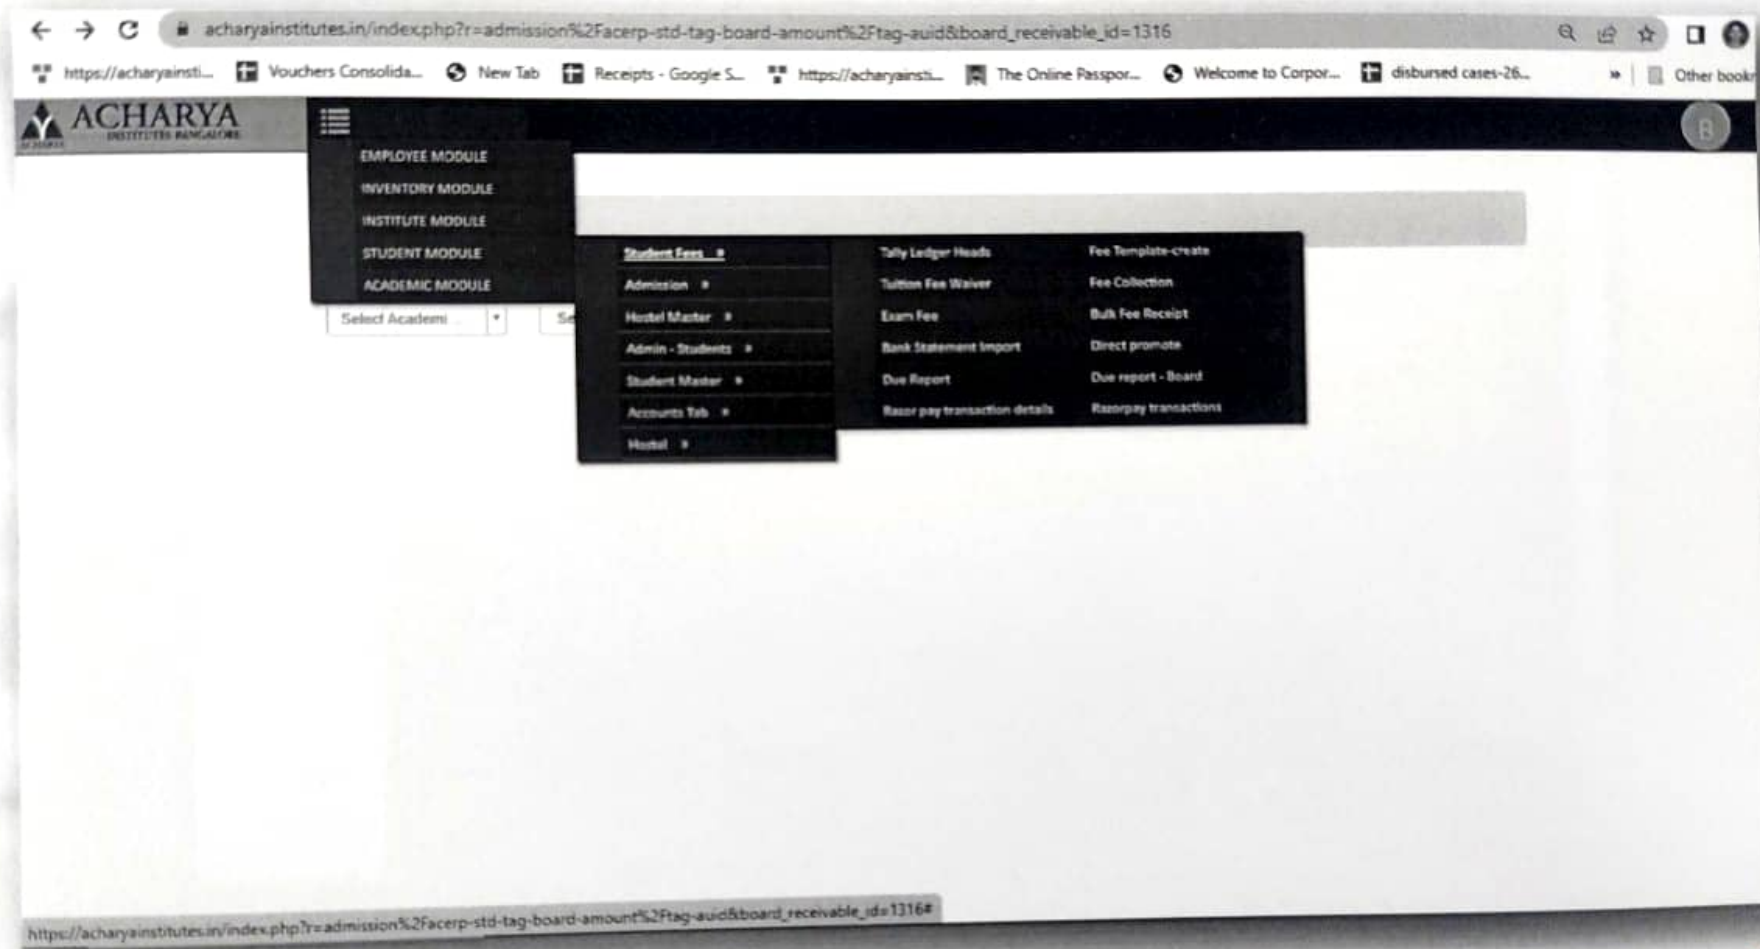 acharyainstitutes.in/index.php?r=admission%2Facerp-std-tag-board-amount%2Ftag-auid&board_receivable_id=1316
https://acharyainsti... Vouchers Consolida... New Tab Receipts - Google S... https://acharyainsti... The Online Passpor... Welcome to Corpor... disbursed cases-26... » Other bookr
ACHARYA
INSTITUTES BANGALORE
ACHARYA
B
EMPLOYEE MODULE
INVENTORY MODULE
INSTITUTE MODULE
STUDENT MODULE
ACADEMIC MODULE
Select Academi ... Se
Student Fees »
Admission »
Hostel Master »
Admin - Students »
Student Master »
Accounts Tab »
Hostel »
Tally Ledger Heads Fee Template-create
Tuition Fee Waiver Fee Collection
Exam Fee Bulk Fee Receipt
Bank Statement Import Direct promote
Due Report Due report - Board
Razor pay transaction details Razorpay transactions
https://acharyainstitutes.in/index.php?r=admission%2Facerp-std-tag-board-amount%2Ftag-auid&board_receivable_id=1316#